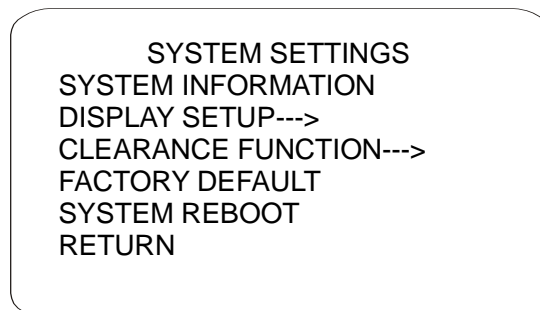 SYSTEM SETTINGS
SYSTEM INFORMATION
DISPLAY SETUP--->
CLEARANCE FUNCTION--->
FACTORY DEFAULT
SYSTEM REBOOT
RETURN